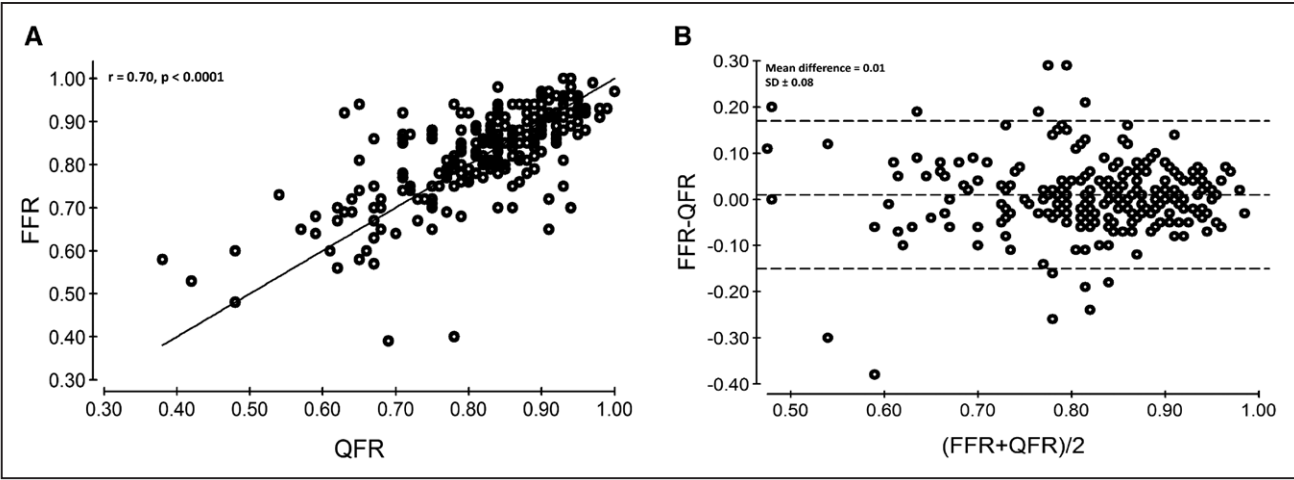 A
r = 0.70, p < 0.0001
FFR
1.00
0.90
0.80
0.70
0.60
0.50
0.40
0.30
0.30 0.40 0.50 0.60 0.70 0.80 0.90 1.00
QFR
B
Mean difference = 0.01
SD ± 0.08
FFR-QFR
0.30
0.20
0.10
0.00
-0.10
-0.20
-0.30
-0.40
0.50 0.60 0.70 0.80 0.90 1.00
(FFR+QFR)/2